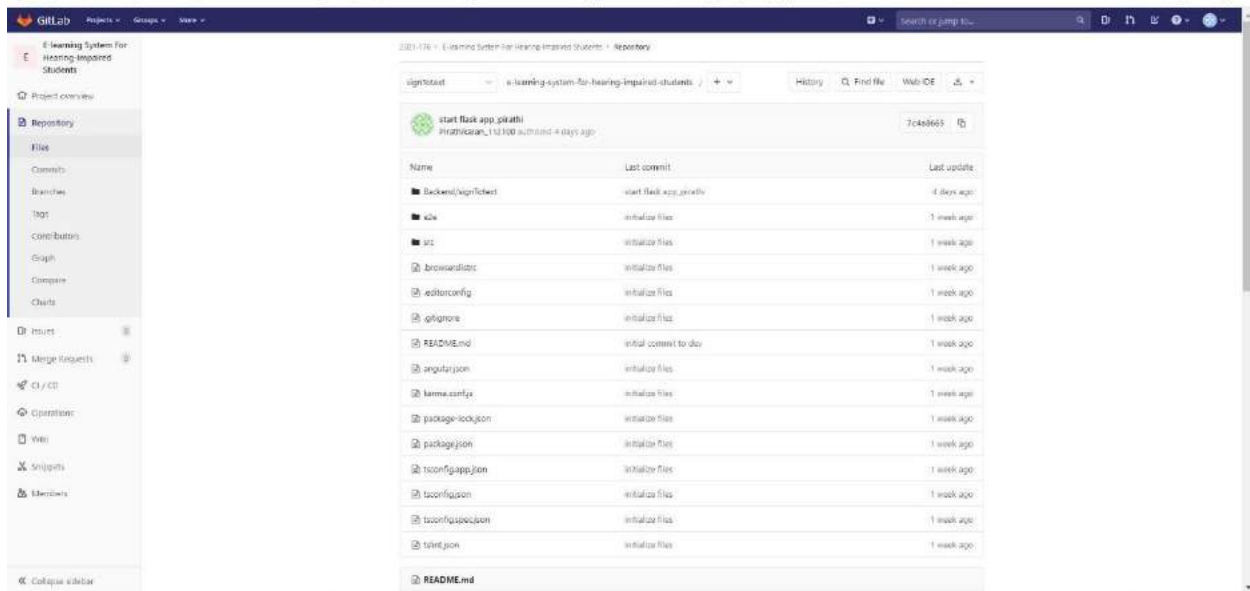 GitLab Projects Groups More Search or jump to...
E E-learning System For Hearing-Impaired Students
Project overview
Repository
Files
Commits
Branches
Tags
Contributors
Graph
Compare
Charts
Issues 0
Merge Requests 0
CI / CD
Operations
Wiki
Snippets
Members
Collapse sidebar
2021-176 > E-learning System For Hearing-Impaired Students > Repository
signtotext e-learning-system-for-hearing-impaired-students / + History Find file Web IDE
start flask app_pirathi
authored 4 days ago
7c4a8665
Name Last commit Last update
Backend/signTotext start flask app_pirathi 4 days ago
e2e initialize files 1 week ago
src initialize files 1 week ago
.browserslistrc initialize files 1 week ago
.editorconfig initialize files 1 week ago
.gitignore initialize files 1 week ago
README.md initial commit to dev 1 week ago
angular.json initialize files 1 week ago
karma.conf.js initialize files 1 week ago
package-lock.json initialize files 1 week ago
package.json initialize files 1 week ago
tsconfig.app.json initialize files 1 week ago
tsconfig.json initialize files 1 week ago
tsconfig.spec.json initialize files 1 week ago
tslint.json initialize files 1 week ago
README.md